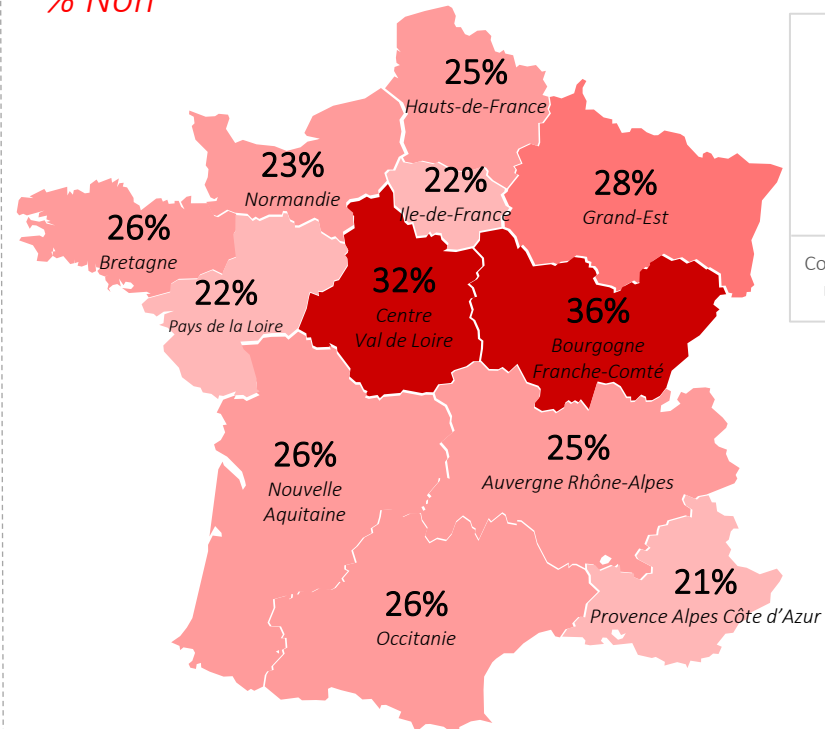 % Non
25%
Hauts-de-France
23%
Normandie
22%
Ile-de-France
28%
Grand-Est
26%
Bretagne
22%
Pays de la Loire
32%
Centre
Val de Loire
36%
Bourgogne
Franche-Comté
26%
Nouvelle
Aquitaine
25%
Auvergne Rhône-Alpes
26%
Occitanie
21%
Provence Alpes Côte d’Azur